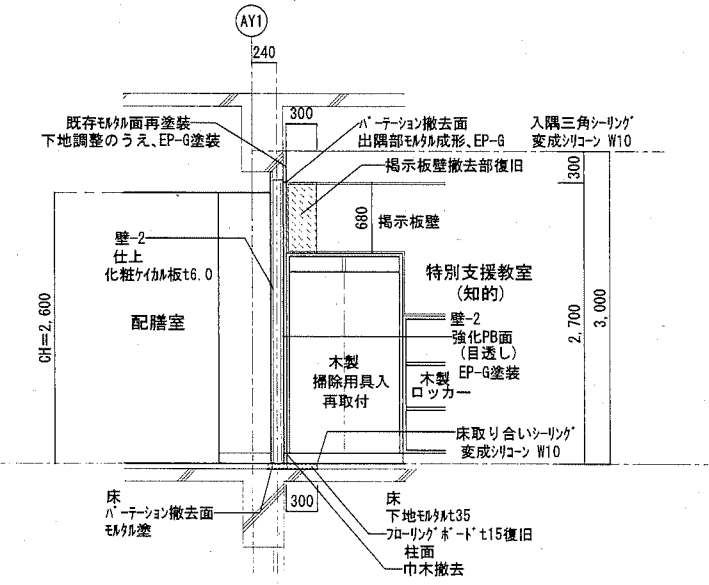 AY1
240
300
既存ﾓﾙﾀﾙ面再塗装
下地調整のうえ、EP-G塗装
ﾊﾟｰﾃｰｼｮﾝ撤去面
出隅部ﾓﾙﾀﾙ成形、EP-G
入隅三角ｼｰﾘﾝｸﾞ
変成ｼﾘｺｰﾝ W10
掲示板壁撤去部復旧
300
680
掲示板壁
壁-2
仕上
化粧ｹｲｶﾙ板t6.0
特別支援教室
(知的)
CH=2,600
配膳室
2,700
3,000
壁-2
強化PB面
(目透し)
EP-G塗装
木製
掃除用具入
再取付
木製
ロッカー
床取り合いｼｰﾘﾝｸﾞ
変成ｼﾘｺｰﾝ W10
床
ﾊﾟｰﾃｰｼｮﾝ撤去面
ﾓﾙﾀﾙ塗
300
床
下地ﾓﾙﾀﾙt35
ﾌﾛｰﾘﾝｸﾞﾎﾞｰﾄﾞt15復旧
柱面
巾木撤去